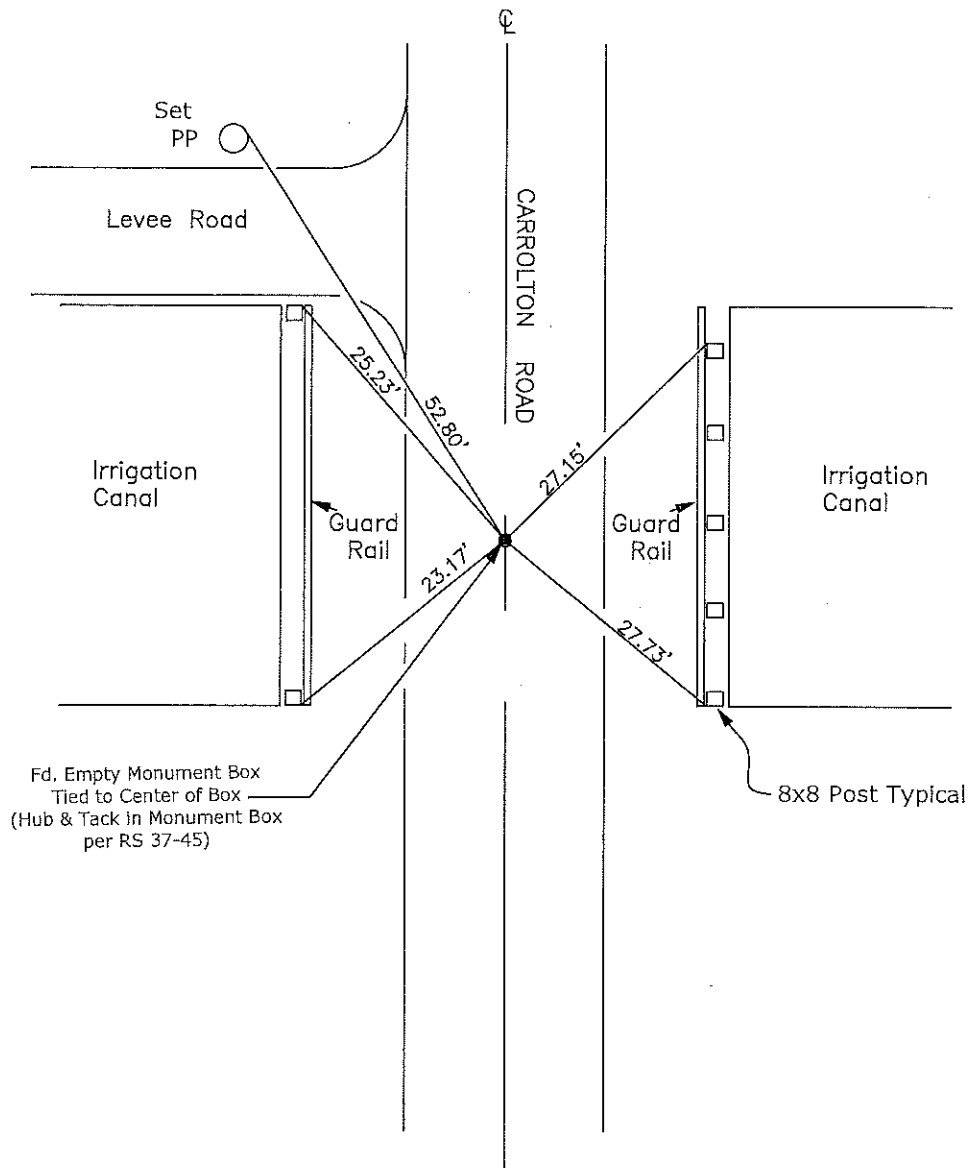 ℄
Set
PP
Levee Road
CARROLTON ROAD
25.23'
52.80'
27.15'
Irrigation
Canal
Guard
Rail
Guard
Rail
Irrigation
Canal
23.17'
27.73'
Fd. Empty Monument Box
Tied to Center of Box
(Hub & Tack in Monument Box
per RS 37-45)
8x8 Post Typical